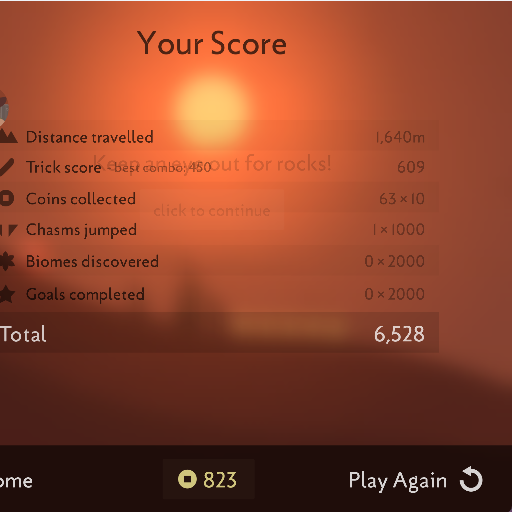 Your Score
Distance travelled 1,640m
Keep an eye out for rocks!
Trick score - best combo: 450 609
Coins collected 63 × 10
click to continue
Chasms jumped 1 × 1000
Biomes discovered 0 × 2000
Goals completed 0 × 2000
Total 6,528
ome 823 Play Again